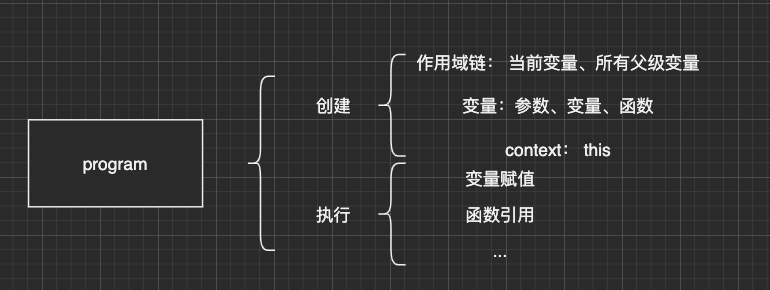 program
创建
作用域链： 当前变量、所有父级变量
变量：参数、变量、函数
context： this
执行
变量赋值
函数引用
...